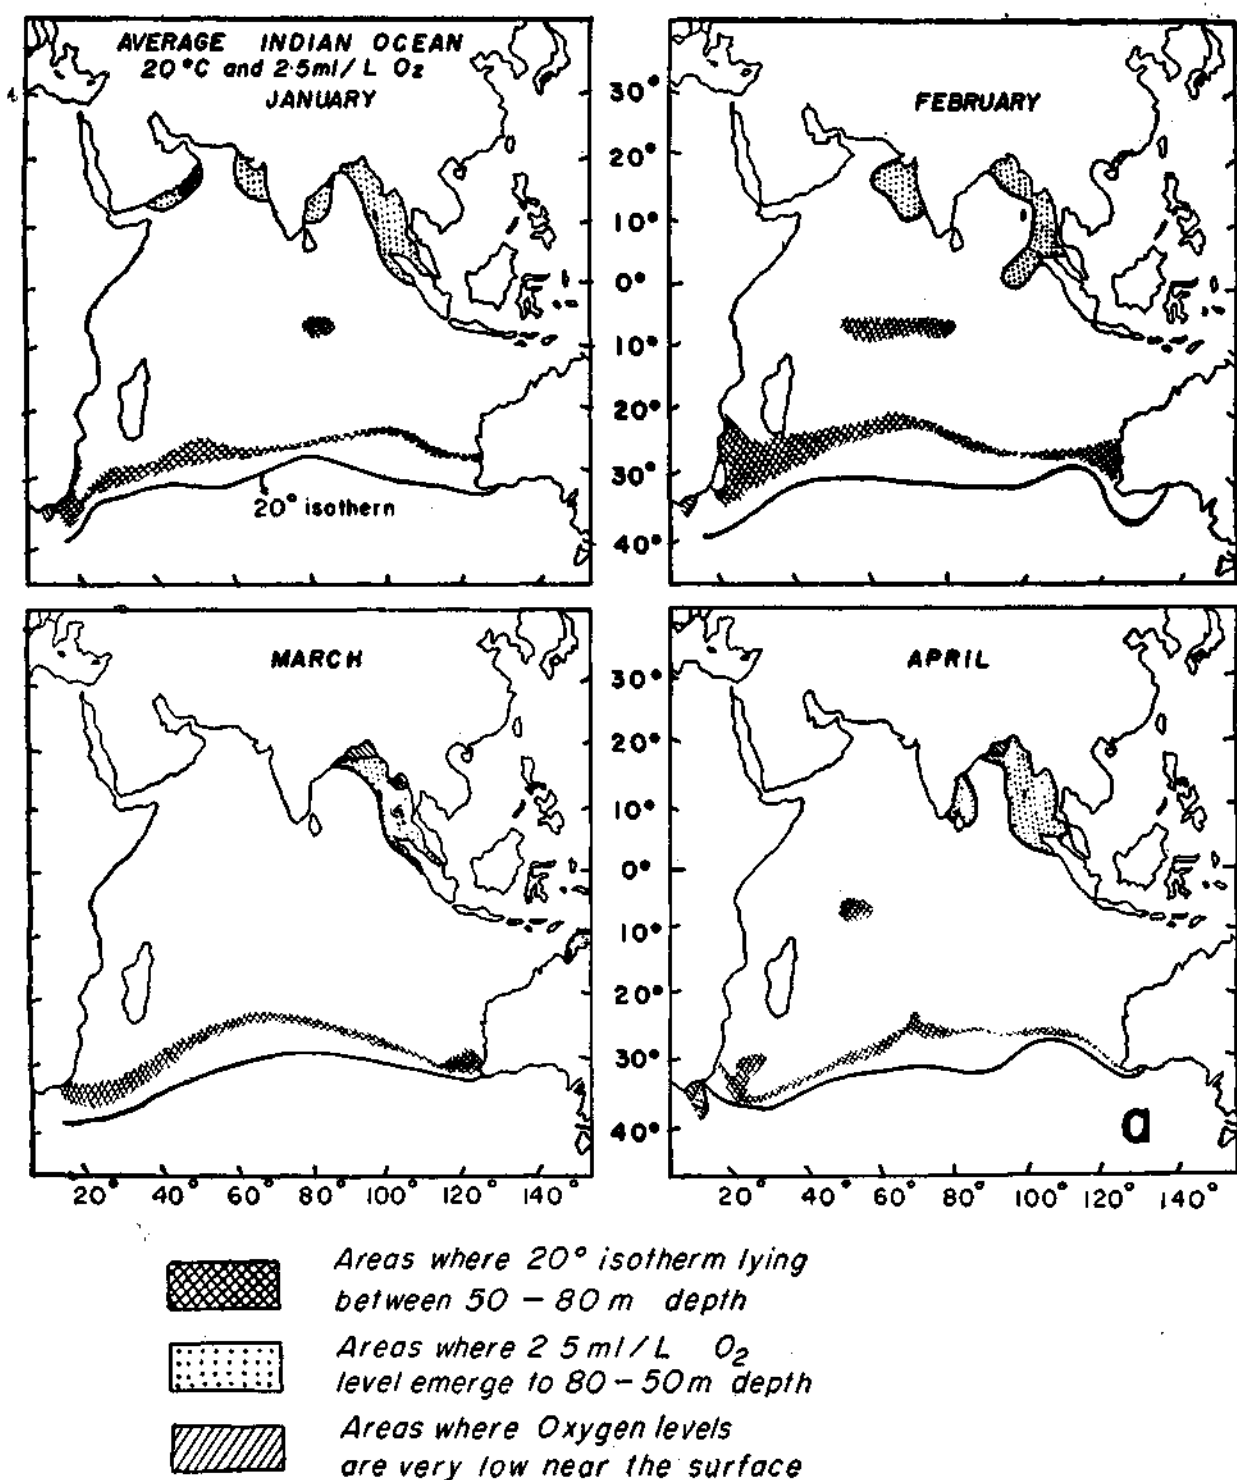 AVERAGE INDIAN OCEAN
20°C and 2·5ml/L O₂
JANUARY
FEBRUARY
30°
20°
10°
0°
10°
20°
30°
40°
20° isothern
MARCH
APRIL
30°
20°
10°
0°
10°
20°
30°
40°
a
20° 40° 60° 80° 100° 120° 140°
20° 40° 60° 80° 100° 120° 140°
Areas where 20° isotherm lying
between 50 – 80 m depth
Areas where 2 5 ml/L O₂
level emerge to 80 – 50m depth
Areas where Oxygen levels
are very low near the surface